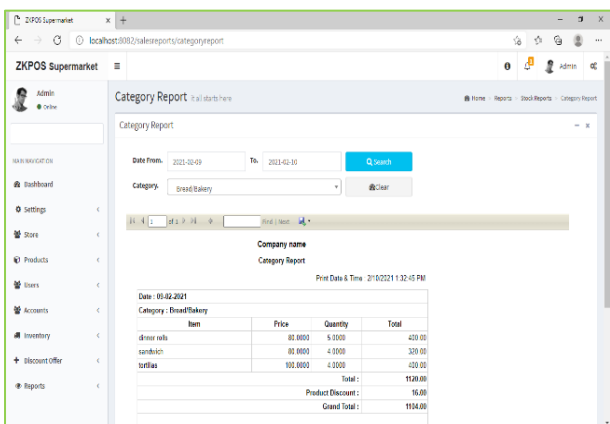 ZKPOS Supermarket
localhost:8082/salesreports/categoryreport
ZKPOS Supermarket
Admin
Admin
Online
Category Report it all starts here
Home Reports Stock Reports Category Report
Category Report
MAIN NAVIGATION
Dashboard
Settings
Store
Products
Users
Accounts
Inventory
Discount Offer
Reports
Date From. 2021-02-09 To. 2021-02-10 Search
Category. Bread/Bakery Clear
1 of 1 Find | Next
Company name
Category Report
Print Date & Time 2/10/2021 1:32:45 PM
Date : 09-02-2021
Category : Bread/Bakery
Item Price Quantity Total
dinner rolls 80.0000 5.0000 400.00
sandwich 80.0000 4.0000 320.00
tortilas 100.0000 4.0000 400.00
Total : 1120.00
Product Discount : 16.00
Grand Total : 1104.00